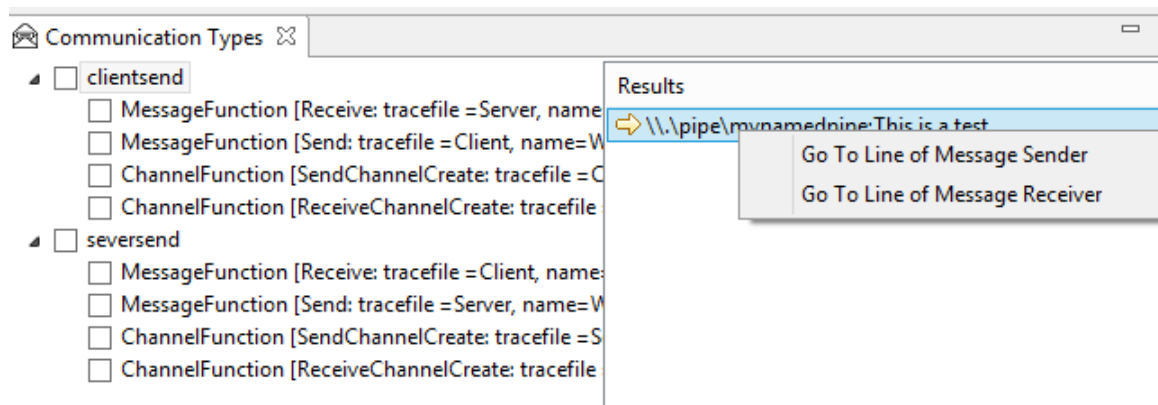 Communication Types
clientsend
MessageFunction [Receive: tracefile =Server, name
MessageFunction [Send: tracefile =Client, name=W
ChannelFunction [SendChannelCreate: tracefile =C
ChannelFunction [ReceiveChannelCreate: tracefile
seversend
MessageFunction [Receive: tracefile =Client, name
MessageFunction [Send: tracefile =Server, name=W
ChannelFunction [SendChannelCreate: tracefile =S
ChannelFunction [ReceiveChannelCreate: tracefile
Results
\\.\pipe\mynamedpipe:This is a test
Go To Line of Message Sender
Go To Line of Message Receiver